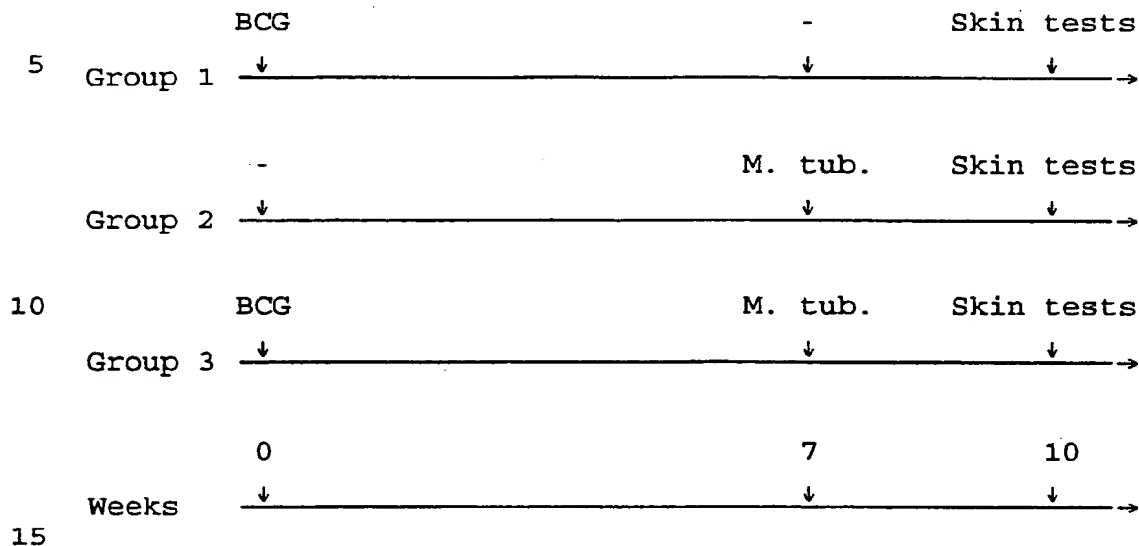 BCG - Skin tests
5 Group 1
- M. tub. Skin tests
Group 2
10 BCG M. tub. Skin tests
Group 3
0 7 10
Weeks
15